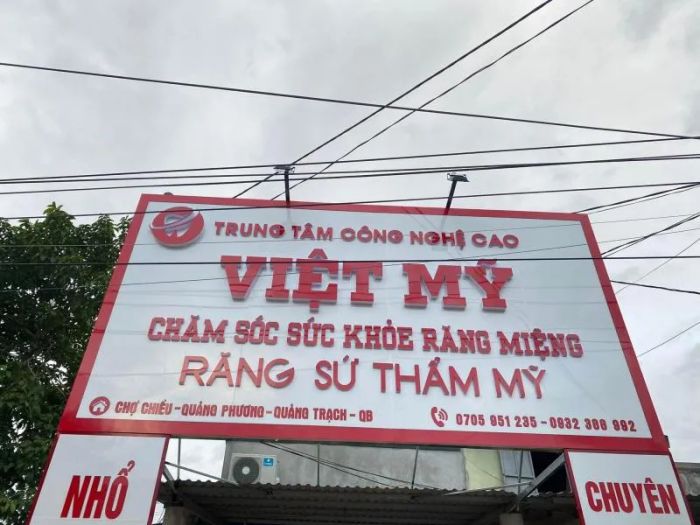 TRUNG TÂM CÔNG NGHỆ CAO
VIỆT MỸ
CHĂM SÓC SỨC KHỎE RĂNG MIỆNG
RĂNG SỨ THẨM MỸ
CHỢ CHIỀU - QUẢNG PHƯƠNG - QUẢNG TRẠCH - QB
0705 951 235 - 0932 380 992
NHỔ
CHUYÊN